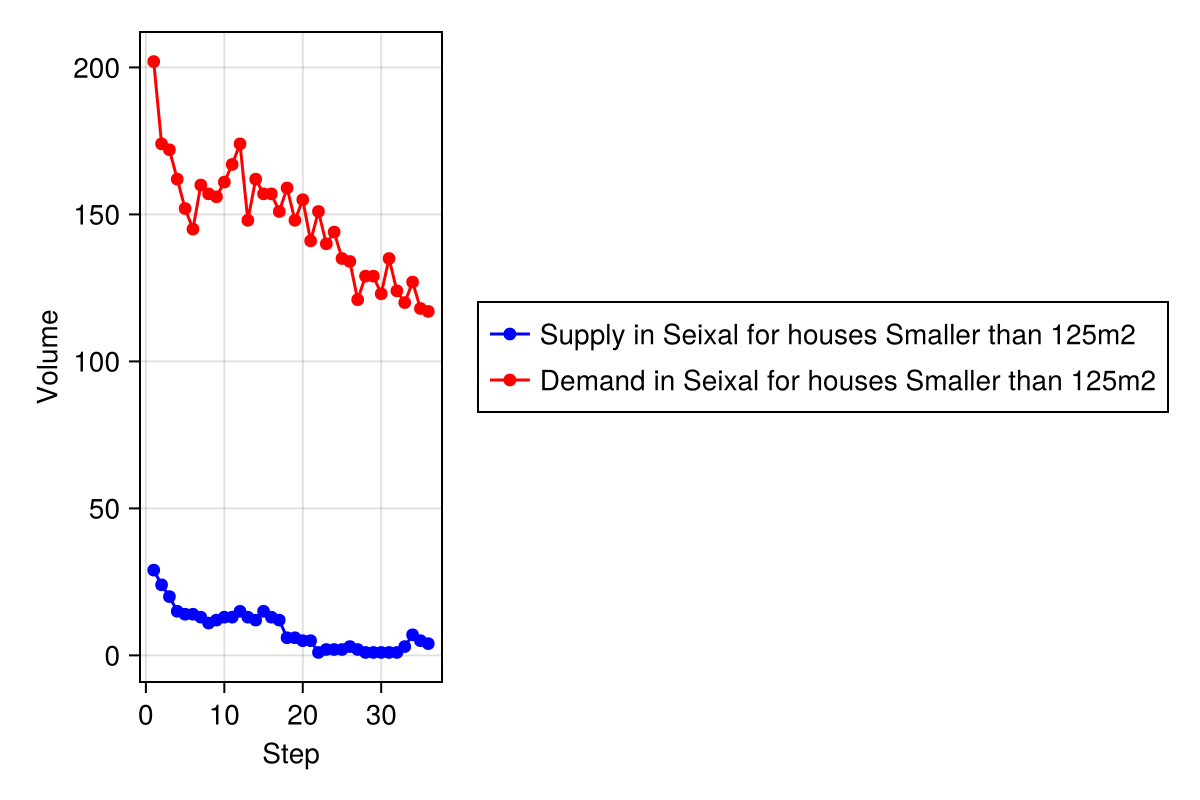 200
150
100
50
0
Volume
0 10 20 30
Step
Supply in Seixal for houses Smaller than 125m2
Demand in Seixal for houses Smaller than 125m2